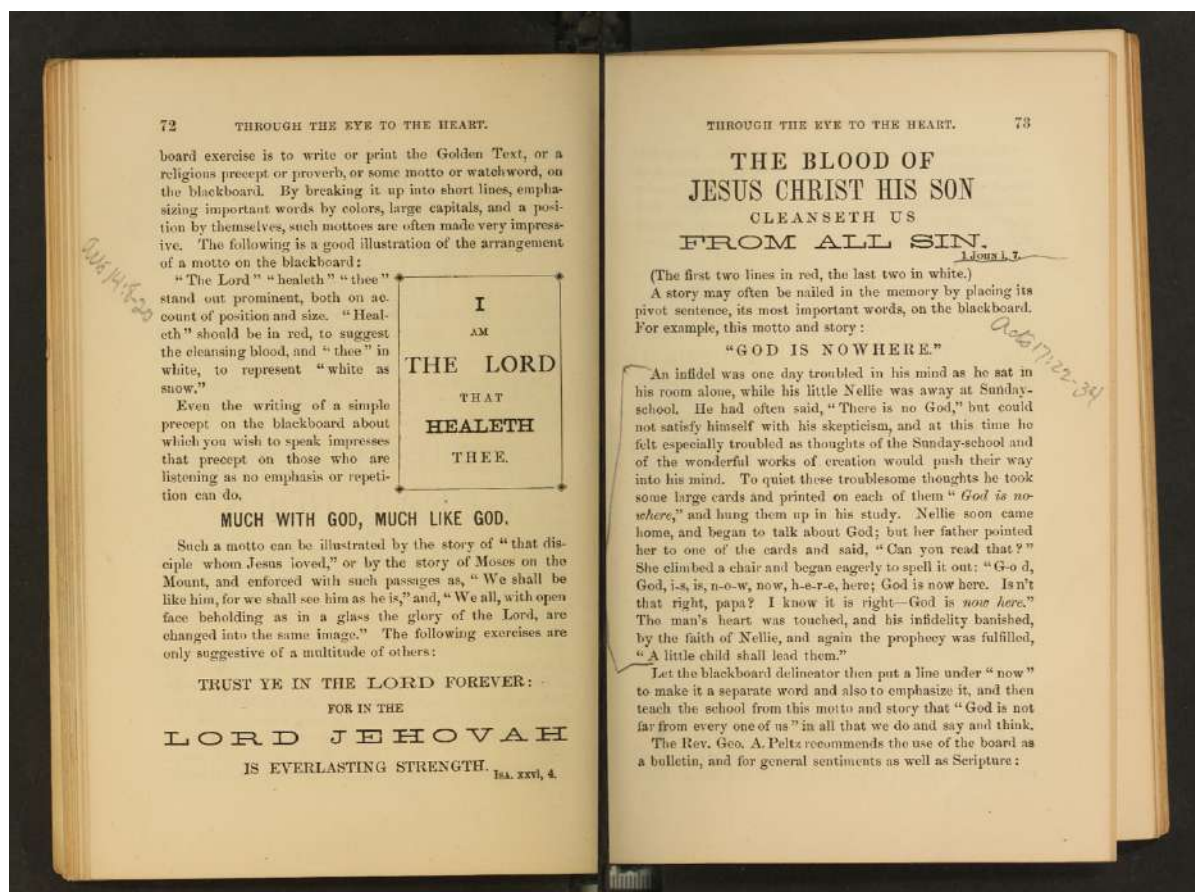 72 THROUGH THE EYE TO THE HEART.
board exercise is to write or print the Golden Text, or a
religious precept or proverb, or some motto or watchword, on
the blackboard. By breaking it up into short lines, empha-
sizing important words by colors, large capitals, and a posi-
tion by themselves, such mottoes are often made very impress-
ive. The following is a good illustration of the arrangement
of a motto on the blackboard:
"The Lord" "healeth" "thee"
stand out prominent, both on ac-
count of position and size. "Heal-
eth" should be in red, to suggest
the cleansing blood, and "thee" in
white, to represent "white as
snow."
Even the writing of a simple
precept on the blackboard about
which you wish to speak impresses
that precept on those who are
listening as no emphasis or repeti-
tion can do.
I
AM
THE LORD
THAT
HEALETH
THEE.
MUCH WITH GOD, MUCH LIKE GOD.
Such a motto can be illustrated by the story of "that dis-
ciple whom Jesus loved," or by the story of Moses on the
Mount, and enforced with such passages as, "We shall be
like him, for we shall see him as he is," and, "We all, with open
face beholding as in a glass the glory of the Lord, are
changed into the same image." The following exercises are
only suggestive of a multitude of others:
TRUST YE IN THE LORD FOREVER:
FOR IN THE
LORD JEHOVAH
IS EVERLASTING STRENGTH. ISA. XXVI, 4.
Acts 14:8-20
THROUGH THE EYE TO THE HEART. 73
THE BLOOD OF
JESUS CHRIST HIS SON
CLEANSETH US
FROM ALL SIN.
1 JOHN i, 7.
(The first two lines in red, the last two in white.)
A story may often be nailed in the memory by placing its
pivot sentence, its most important words, on the blackboard.
For example, this motto and story:
"GOD IS NOWHERE."
Acts 17:22-34
An infidel was one day troubled in his mind as he sat in
his room alone, while his little Nellie was away at Sunday-
school. He had often said, "There is no God," but could
not satisfy himself with his skepticism, and at this time he
felt especially troubled as thoughts of the Sunday-school and
of the wonderful works of creation would push their way
into his mind. To quiet these troublesome thoughts he took
some large cards and printed on each of them "God is no-
where," and hung them up in his study. Nellie soon came
home, and began to talk about God; but her father pointed
her to one of the cards and said, "Can you read that?"
She climbed a chair and began eagerly to spell it out: "G-o d,
God, i-s, is, n-o-w, now, h-e-r-e, here; God is now here. Isn't
that right, papa? I know it is right—God is now here."
The man's heart was touched, and his infidelity banished,
by the faith of Nellie, and again the prophecy was fulfilled,
"A little child shall lead them."
Let the blackboard delineator then put a line under "now"
to make it a separate word and also to emphasize it, and then
teach the school from this motto and story that "God is not
far from every one of us" in all that we do and say and think.
The Rev. Geo. A. Peltz recommends the use of the board as
a bulletin, and for general sentiments as well as Scripture: